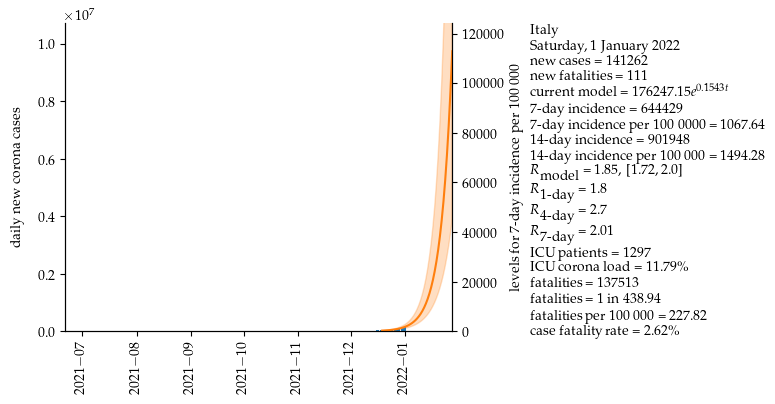 ×10⁷
1.0
0.8
0.6
0.4
0.2
0.0
daily new corona cases
2021−07
2021−08
2021−09
2021−10
2021−11
2021−12
2022−01
120000
100000
80000
60000
40000
20000
0
levels for 7-day incidence per 100 000
Italy
Saturday, 1 January 2022
new cases = 141262
new fatalities = 111
current model = 176247.15e^0.1543t
7-day incidence = 644429
7-day incidence per 100 0000 = 1067.64
14-day incidence = 901948
14-day incidence per 100 000 = 1494.28
R_model = 1.85, [1.72, 2.0]
R_1-day = 1.8
R_4-day = 2.7
R_7-day = 2.01
ICU patients = 1297
ICU corona load = 11.79%
fatalities = 137513
fatalities = 1 in 438.94
fatalities per 100 000 = 227.82
case fatality rate = 2.62%